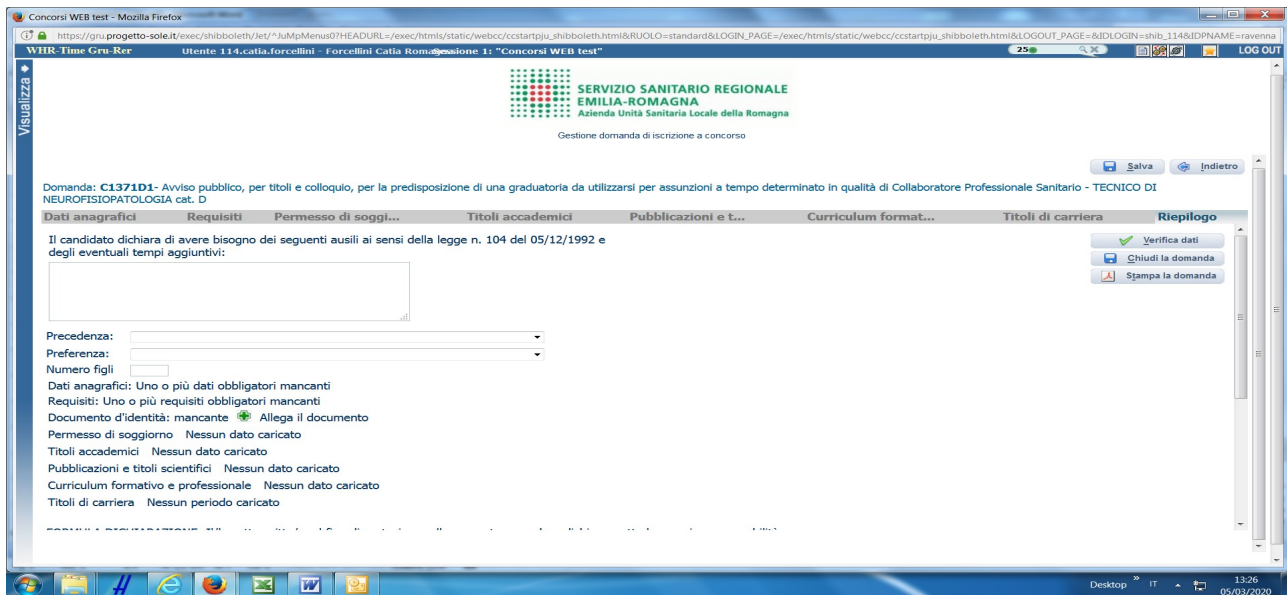 Concorsi WEB test - Mozilla Firefox
https://gru.progetto-sole.it/exec/shibboleth/Jet/^JuMpMenus0?HEADURL=/exec/htmls/static/webcc/ccstartpju_shibboleth.html&RUOLO=standard&LOGIN_PAGE=/exec/htmls/static/webcc/ccstartpju_shibboleth.html&LOGOUT_PAGE=&IDLOGIN=shib_114&IDPNAME=ravenna
WHR-Time Gru-Rer Utente 114.catia.forcellini - Forcellini Catia 1: "Concorsi WEB test" 25 LOG OUT
Visualizza
SERVIZIO SANITARIO REGIONALE
EMILIA-ROMAGNA
Azienda Unità Sanitaria Locale della Romagna
Gestione domanda di iscrizione a concorso
Salva Indietro
Domanda: C1371D1- Avviso pubblico, per titoli e colloquio, per la predisposizione di una graduatoria da utilizzarsi per assunzioni a tempo determinato in qualità di Collaboratore Professionale Sanitario - TECNICO DI
NEUROFISIOPATOLOGIA cat. D
Dati anagrafici Requisiti Permesso di soggi... Titoli accademici Pubblicazioni e t... Curriculum format... Titoli di carriera Riepilogo
Il candidato dichiara di avere bisogno dei seguenti ausili ai sensi della legge n. 104 del 05/12/1992 e
degli eventuali tempi aggiuntivi:
Verifica dati
Chiudi la domanda
Stampa la domanda
Precedenza:
Preferenza:
Numero figli
Dati anagrafici: Uno o più dati obbligatori mancanti
Requisiti: Uno o più requisiti obbligatori mancanti
Documento d'identità: mancante Allega il documento
Permesso di soggiorno Nessun dato caricato
Titoli accademici Nessun dato caricato
Pubblicazioni e titoli scientifici Nessun dato caricato
Curriculum formativo e professionale Nessun dato caricato
Titoli di carriera Nessun periodo caricato
Desktop » IT 13:26
05/03/2020